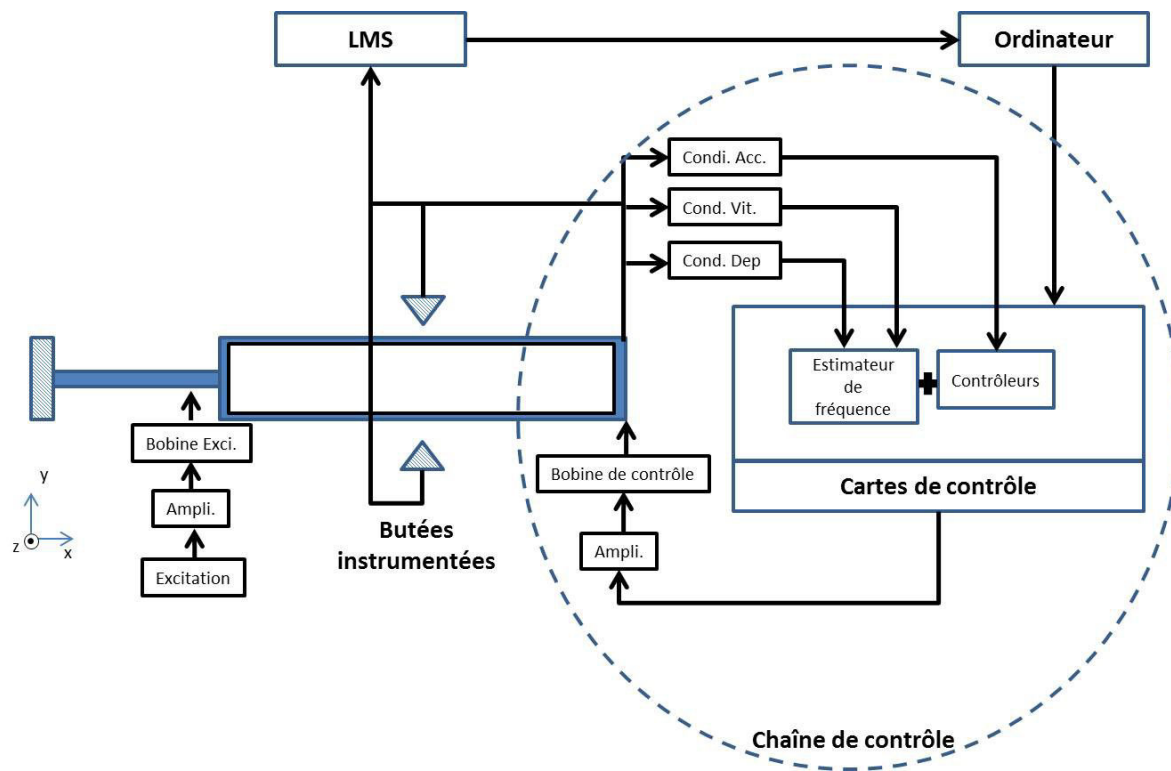 LMS
Ordinateur
Condi. Acc.
Cond. Vit.
Cond. Dep
Estimateur
de
fréquence
Contrôleurs
Cartes de contrôle
Bobine Exci.
Ampli.
Excitation
y
z
x
Butées
instrumentées
Bobine de contrôle
Ampli.
Chaîne de contrôle